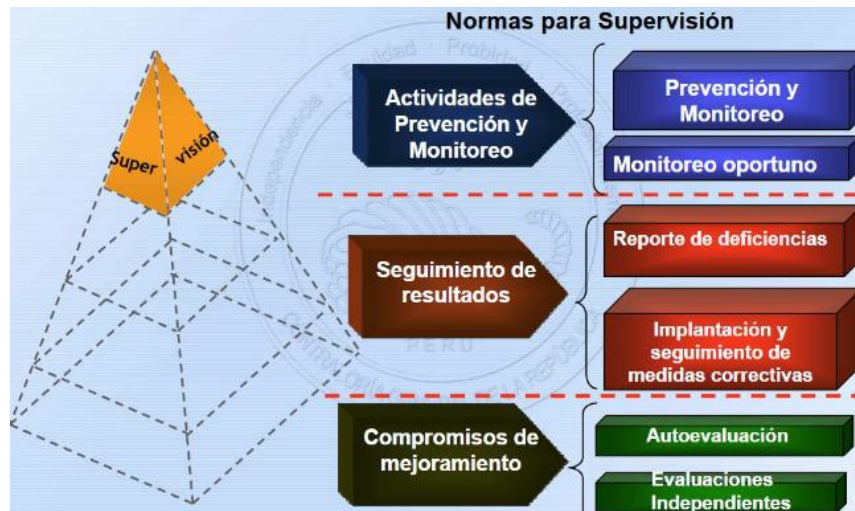 Normas para Supervisión
Super visión
Actividades de
Prevención y
Monitoreo
Prevención y
Monitoreo
Monitoreo oportuno
Seguimiento de
resultados
Reporte de deficiencias
Implantación y
seguimiento de
medidas correctivas
Compromisos de
mejoramiento
Autoevaluación
Evaluaciones
Independientes
PERÚ